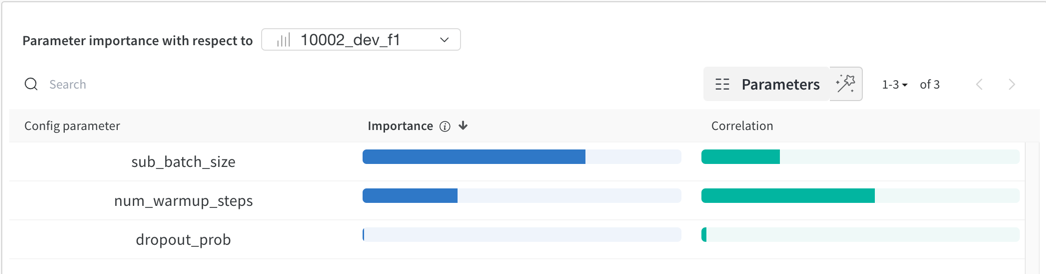 Parameter importance with respect to 10002_dev_f1
Search Parameters 1-3 of 3
Config parameter Importance Correlation
sub_batch_size
num_warmup_steps
dropout_prob